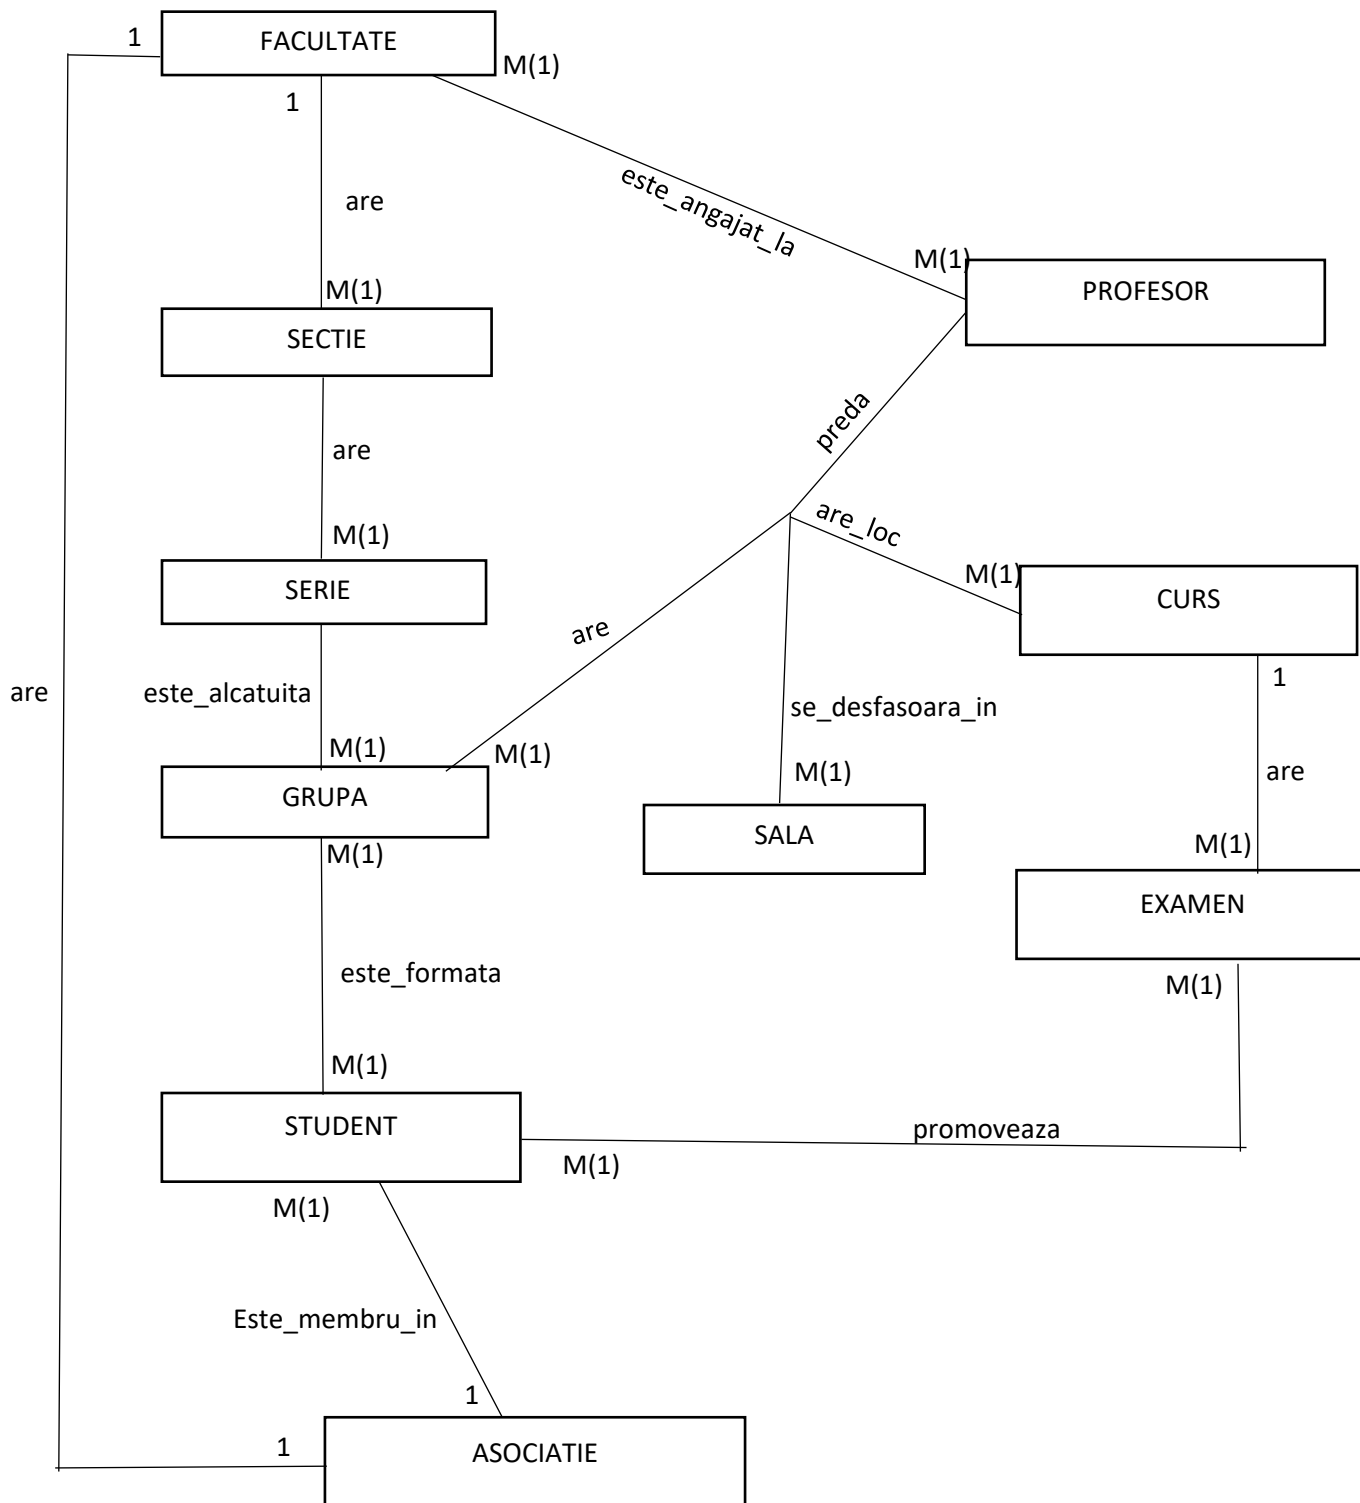 1
FACULTATE
M(1)
1
este_angajat_la
are
M(1)
PROFESOR
M(1)
SECTIE
preda
are
are_loc
M(1)
M(1)
SERIE
CURS
are
are
este_alcatuita
1
se_desfasoara_in
M(1)
M(1)
M(1)
are
GRUPA
SALA
M(1)
M(1)
EXAMEN
este_formata
M(1)
M(1)
STUDENT
promoveaza
M(1)
M(1)
Este_membru_in
1
1
ASOCIATIE